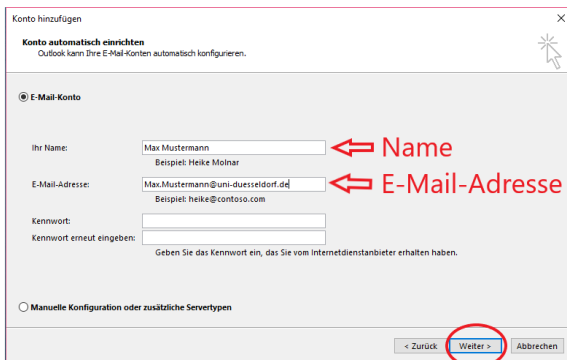 Konto hinzufügen
Konto automatisch einrichten
Outlook kann Ihre E-Mail-Konten automatisch konfigurieren.
E-Mail-Konto
Ihr Name: Max Mustermann
Name
Beispiel: Heike Molnar
E-Mail-Adresse: Max.Mustermann@uni-duesseldorf.de
E-Mail-Adresse
Beispiel: heike@contoso.com
Kennwort:
Kennwort erneut eingeben:
Geben Sie das Kennwort ein, das Sie vom Internetdienstanbieter erhalten haben.
Manuelle Konfiguration oder zusätzliche Servertypen
< Zurück Weiter > Abbrechen